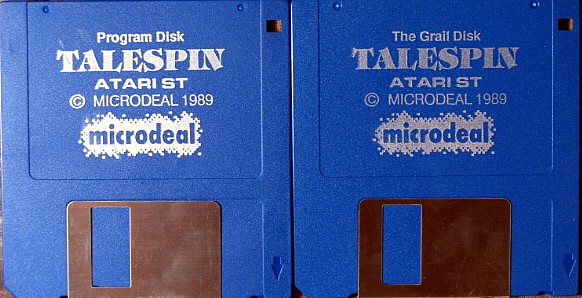 Program Disk
TALESPIN
ATARI ST
© MICRODEAL 1989
microdeal
The Grail Disk
TALESPIN
ATARI ST
© MICRODEAL 1989
microdeal